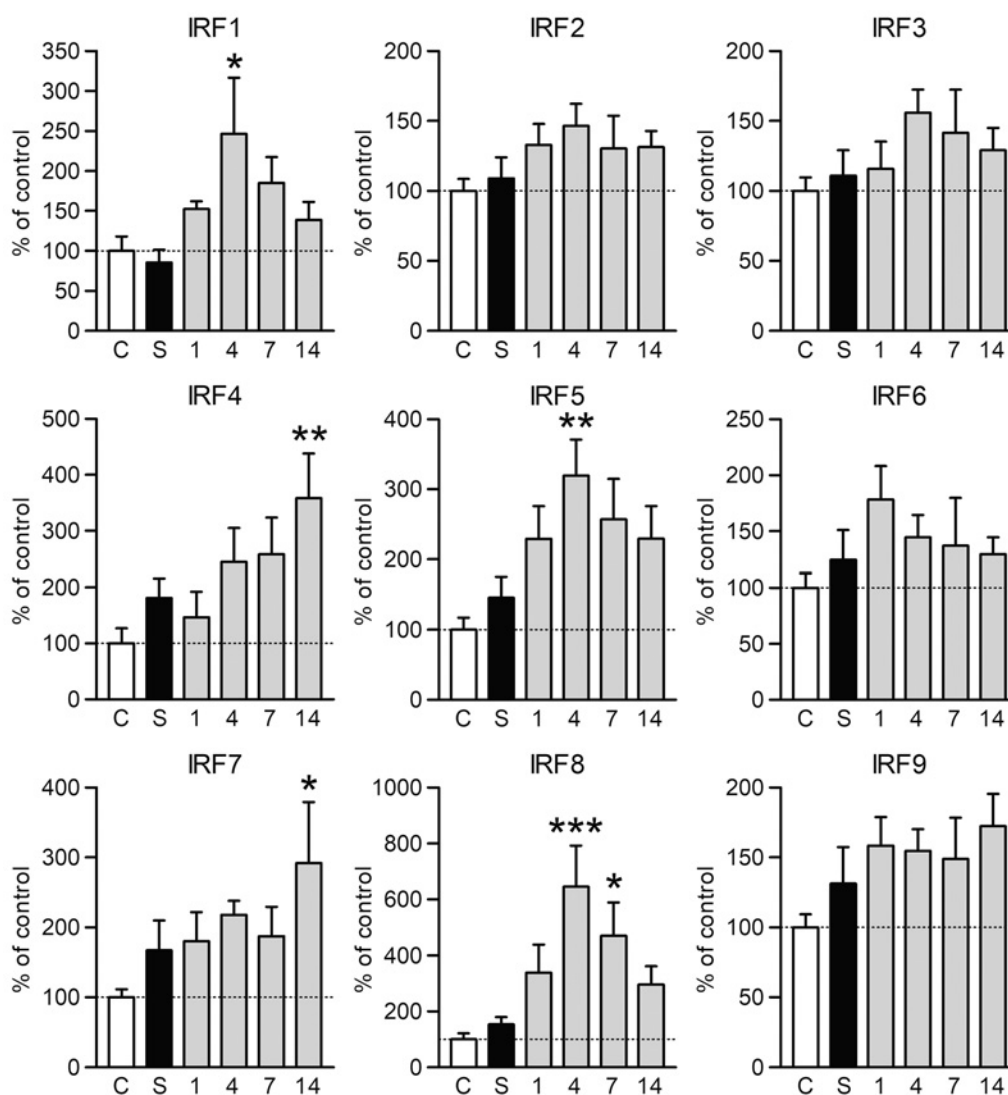 IRF1
IRF2
IRF3
% of control
350
300
250
200
150
100
50
0
*
C S 1 4 7 14
% of control
200
150
100
50
0
C S 1 4 7 14
% of control
200
150
100
50
0
C S 1 4 7 14
IRF4
IRF5
IRF6
% of control
500
400
300
200
100
0
**
C S 1 4 7 14
% of control
400
300
200
100
0
**
C S 1 4 7 14
% of control
250
200
150
100
50
0
C S 1 4 7 14
IRF7
IRF8
IRF9
% of control
400
300
200
100
0
*
C S 1 4 7 14
% of control
1000
800
600
400
200
0
***
*
C S 1 4 7 14
% of control
200
150
100
50
0
C S 1 4 7 14